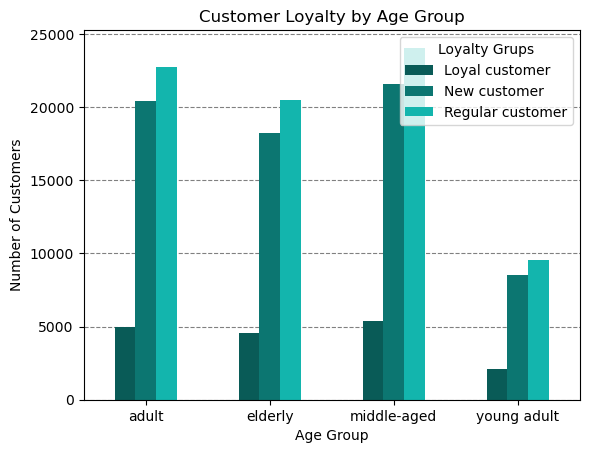 Customer Loyalty by Age Group
25000
20000
15000
10000
5000
0
Number of Customers
Loyalty Grups
Loyal customer
New customer
Regular customer
adult
elderly
middle-aged
young adult
Age Group